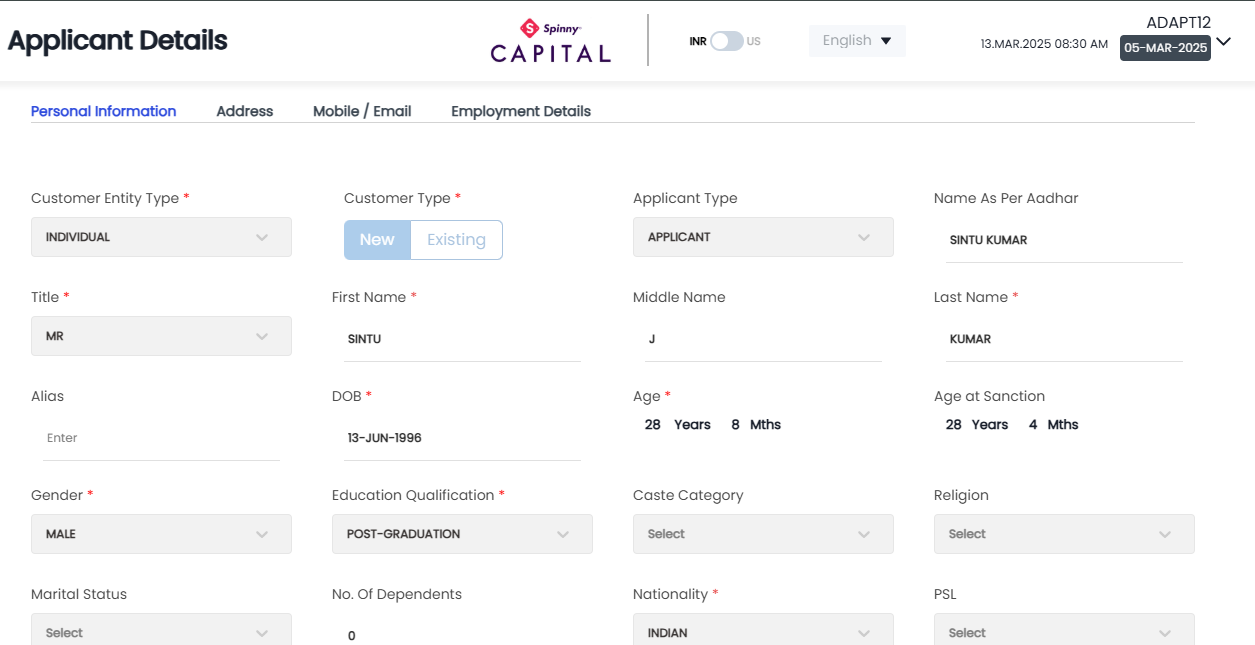 Applicant Details
Spinny
CAPITAL
INR US
English
13.MAR.2025 08:30 AM
ADAPT12
05-MAR-2025
Personal Information Address Mobile / Email Employment Details
Customer Entity Type * Customer Type * Applicant Type Name As Per Aadhar
INDIVIDUAL New Existing APPLICANT SINTU KUMAR
Title * First Name * Middle Name Last Name *
MR SINTU J KUMAR
Alias DOB * Age * Age at Sanction
Enter 13-JUN-1996 28 Years 8 Mths 28 Years 4 Mths
Gender * Education Qualification * Caste Category Religion
MALE POST-GRADUATION Select Select
Marital Status No. Of Dependents Nationality * PSL
Select 0 INDIAN Select